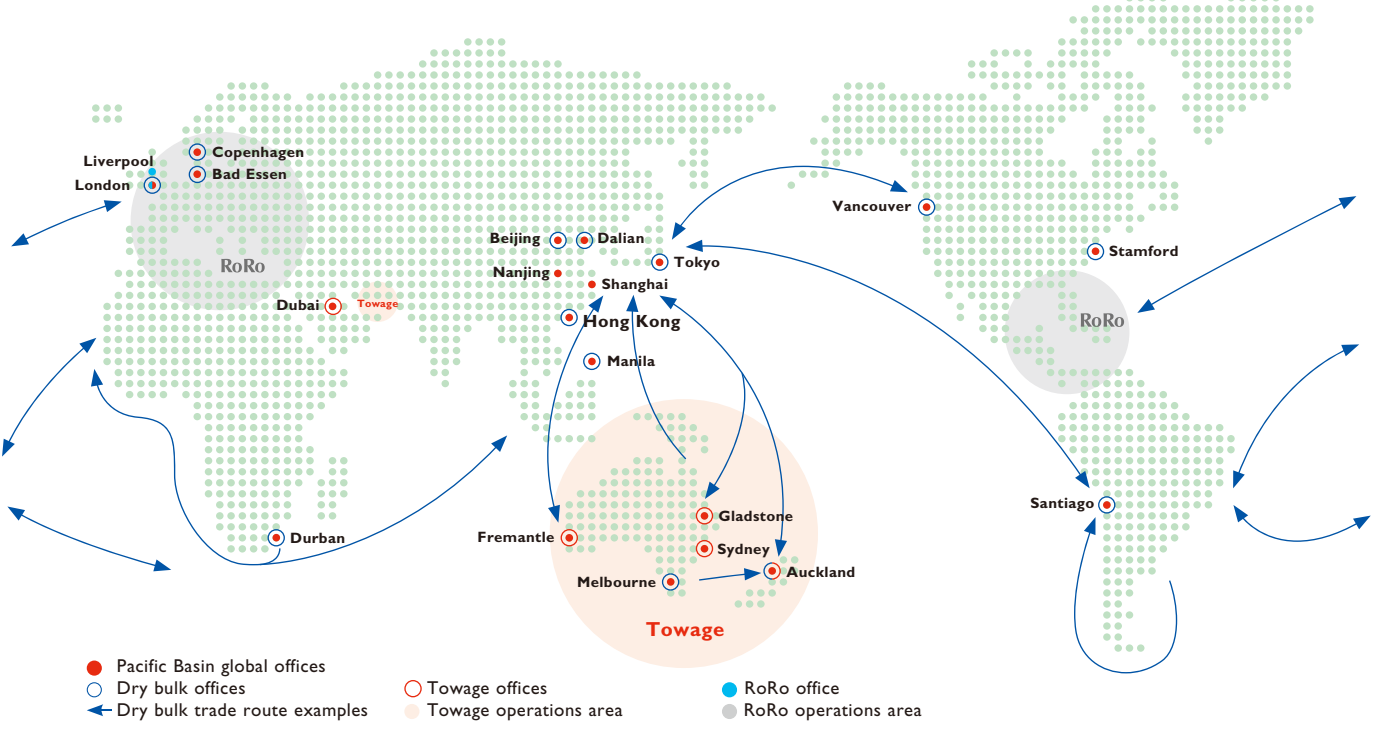 Copenhagen
Liverpool
Bad Essen
London
Vancouver
Beijing
Dalian
Stamford
Tokyo
RoRo
Nanjing
Shanghai
Dubai
Towage
Hong Kong
RoRo
Manila
Santiago
Gladstone
Durban
Fremantle
Sydney
Auckland
Melbourne
Towage
Pacific Basin global offices
Dry bulk offices
Towage offices
RoRo office
Dry bulk trade route examples
Towage operations area
RoRo operations area